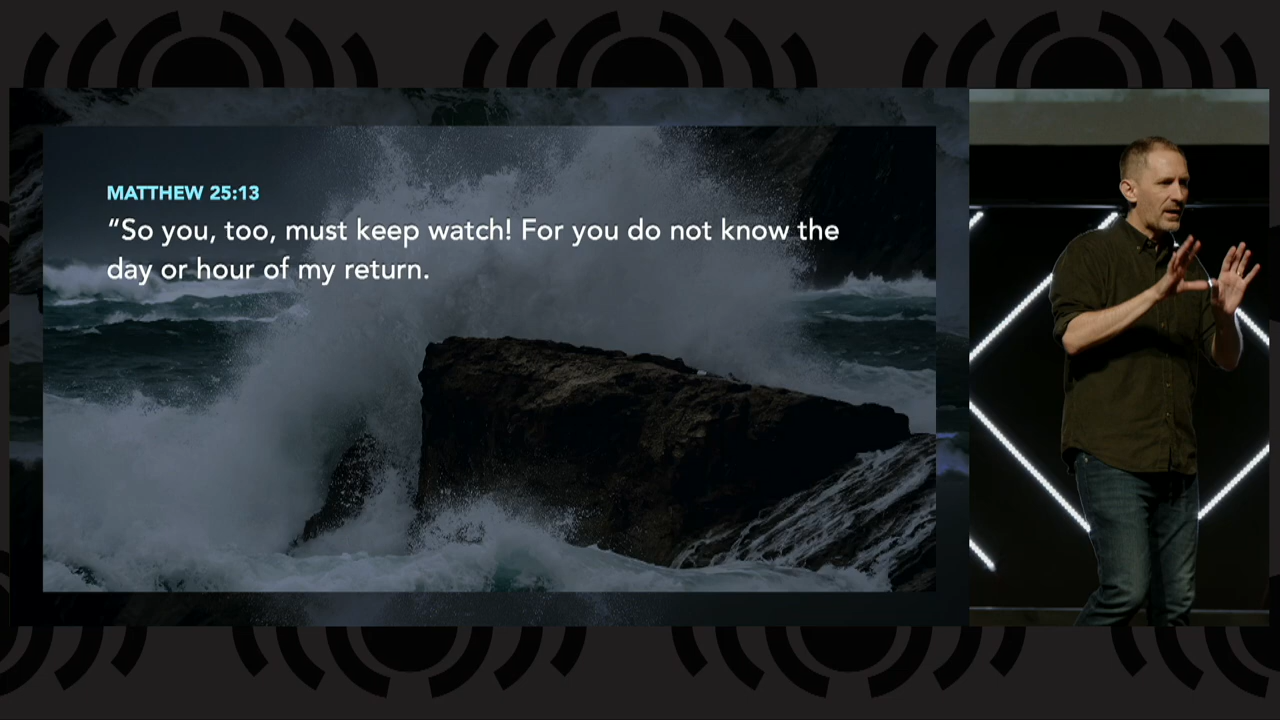 MATTHEW 25:13
“So you, too, must keep watch! For you do not know the
day or hour of my return.